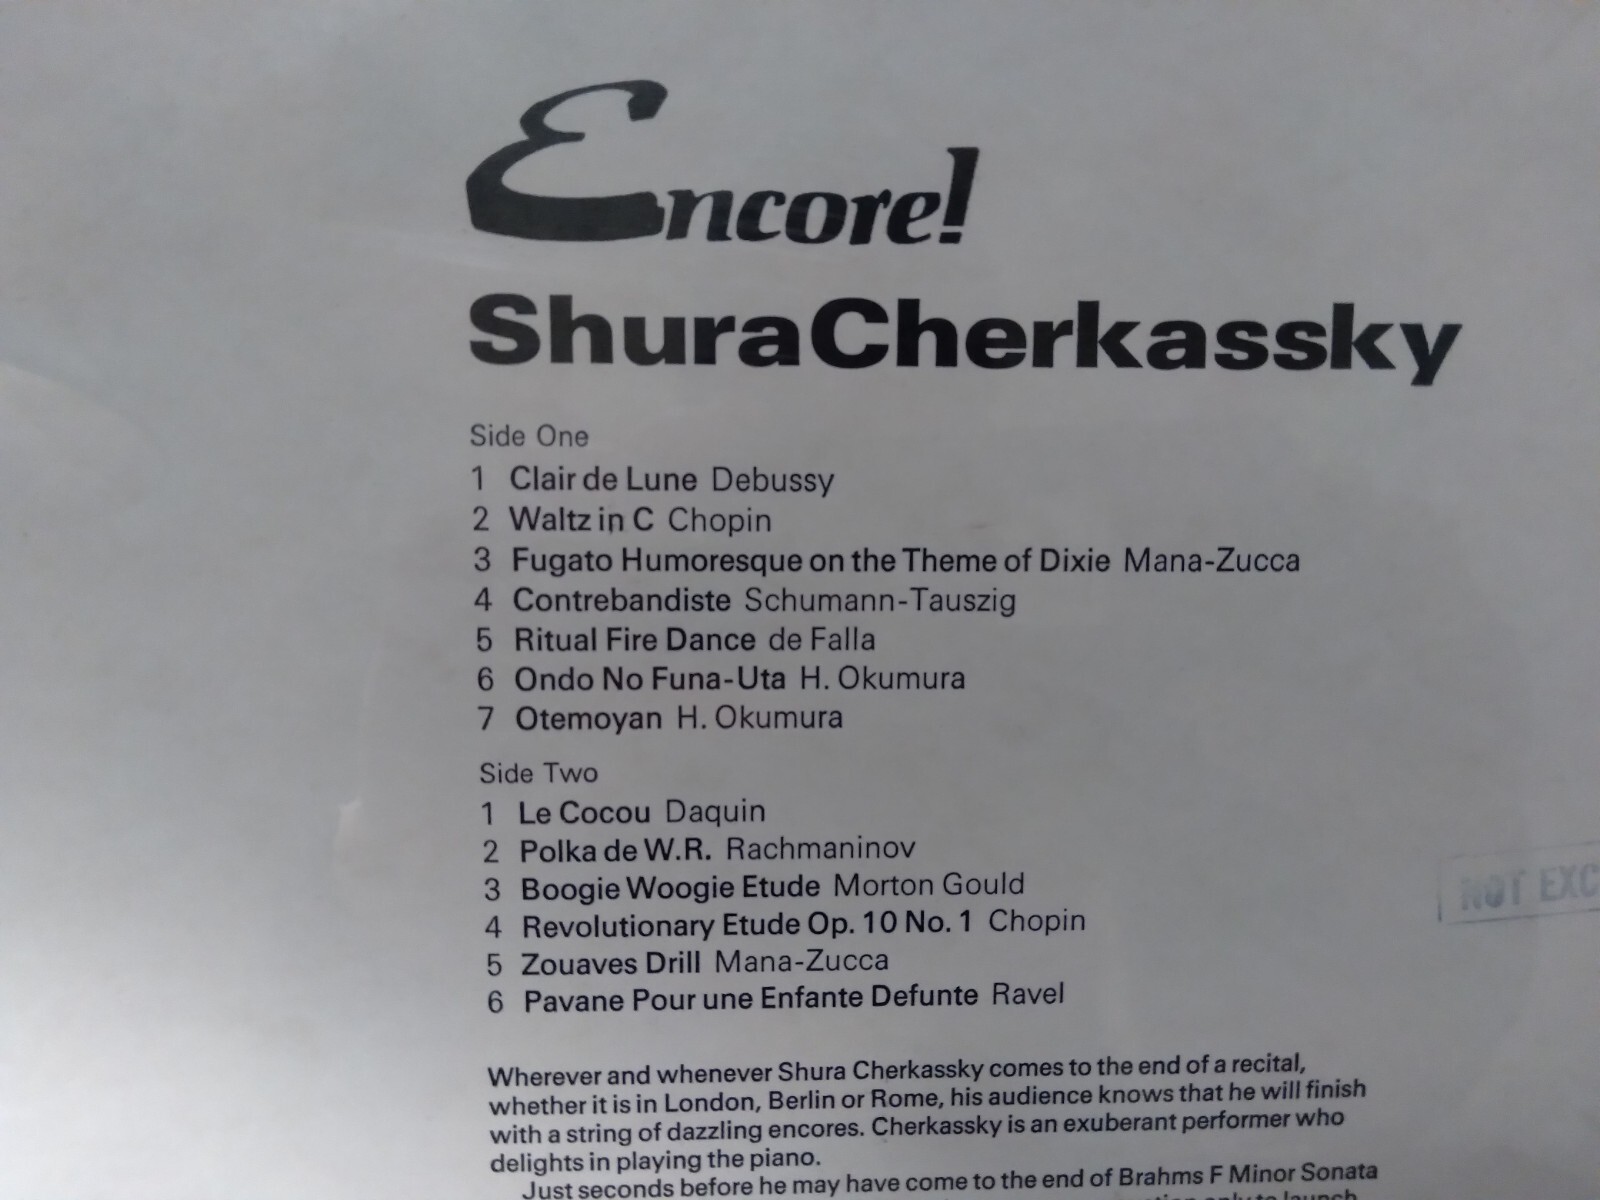 Encore!
Shura Cherkassky
Side One
1 Clair de Lune Debussy
2 Waltz in C Chopin
3 Fugato Humoresque on the Theme of Dixie Mana-Zucca
4 Contrebandiste Schumann-Tauszig
5 Ritual Fire Dance de Falla
6 Ondo No Funa-Uta H. Okumura
7 Otemoyan H. Okumura
Side Two
1 Le Cocou Daquin
2 Polka de W.R. Rachmaninov
3 Boogie Woogie Etude Morton Gould
4 Revolutionary Etude Op. 10 No. 1 Chopin
NOT EXC
5 Zouaves Drill Mana-Zucca
6 Pavane Pour une Enfante Defunte Ravel
Wherever and whenever Shura Cherkassky comes to the end of a recital,
whether it is in London, Berlin or Rome, his audience knows that he will finish
with a string of dazzling encores. Cherkassky is an exuberant performer who
delights in playing the piano.
Just seconds before he may have come to the end of Brahms F Minor Sonata
only to launch